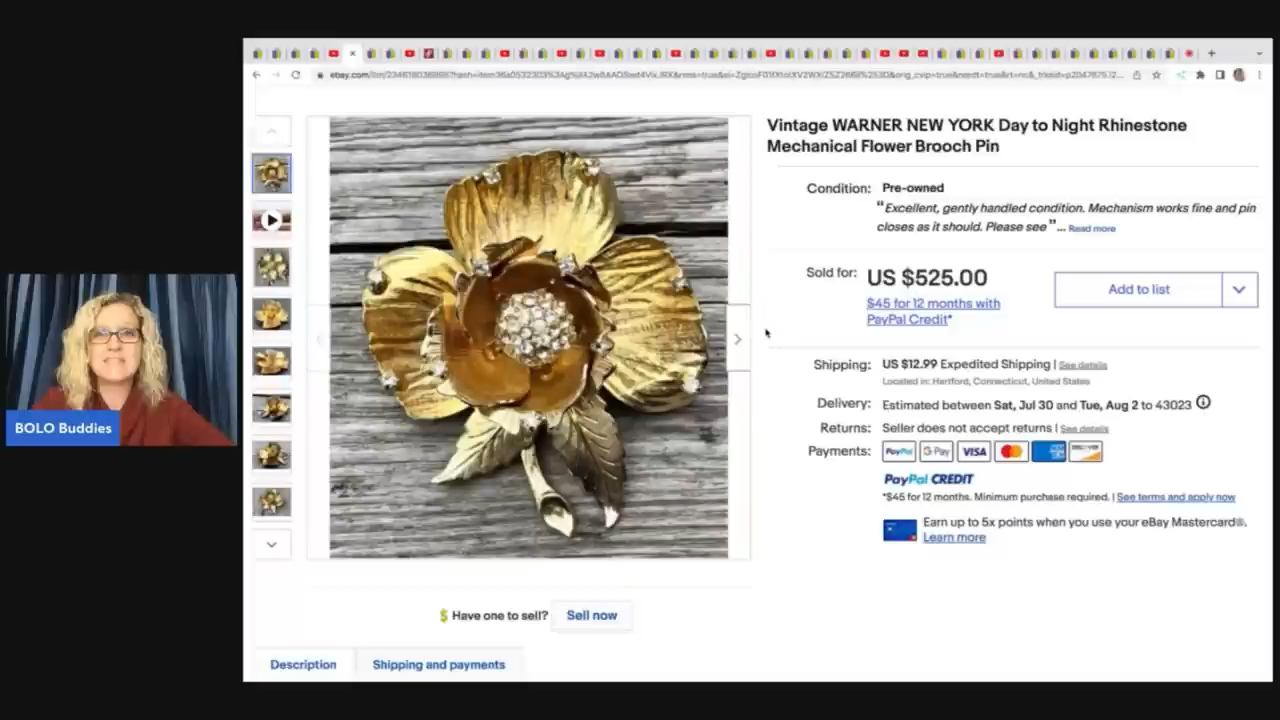 Vintage WARNER NEW YORK Day to Night Rhinestone
Mechanical Flower Brooch Pin
Condition: Pre-owned
"Excellent, gently handled condition. Mechanism works fine and pin
closes as it should. Please see "... Read more
Sold for: US $525.00
Add to list
$45 for 12 months with
PayPal Credit*
Shipping: US $12.99 Expedited Shipping | See details
Located in: Hartford, Connecticut, United States
Delivery: Estimated between Sat, Jul 30 and Tue, Aug 2 to 43023
Returns: Seller does not accept returns | See details
Payments: PayPal G Pay VISA
PayPal CREDIT
*$45 for 12 months. Minimum purchase required. | See terms and apply now
Earn up to 5x points when you use your eBay Mastercard®.
Learn more
BOLO Buddies
$ Have one to sell? Sell now
Description
Shipping and payments